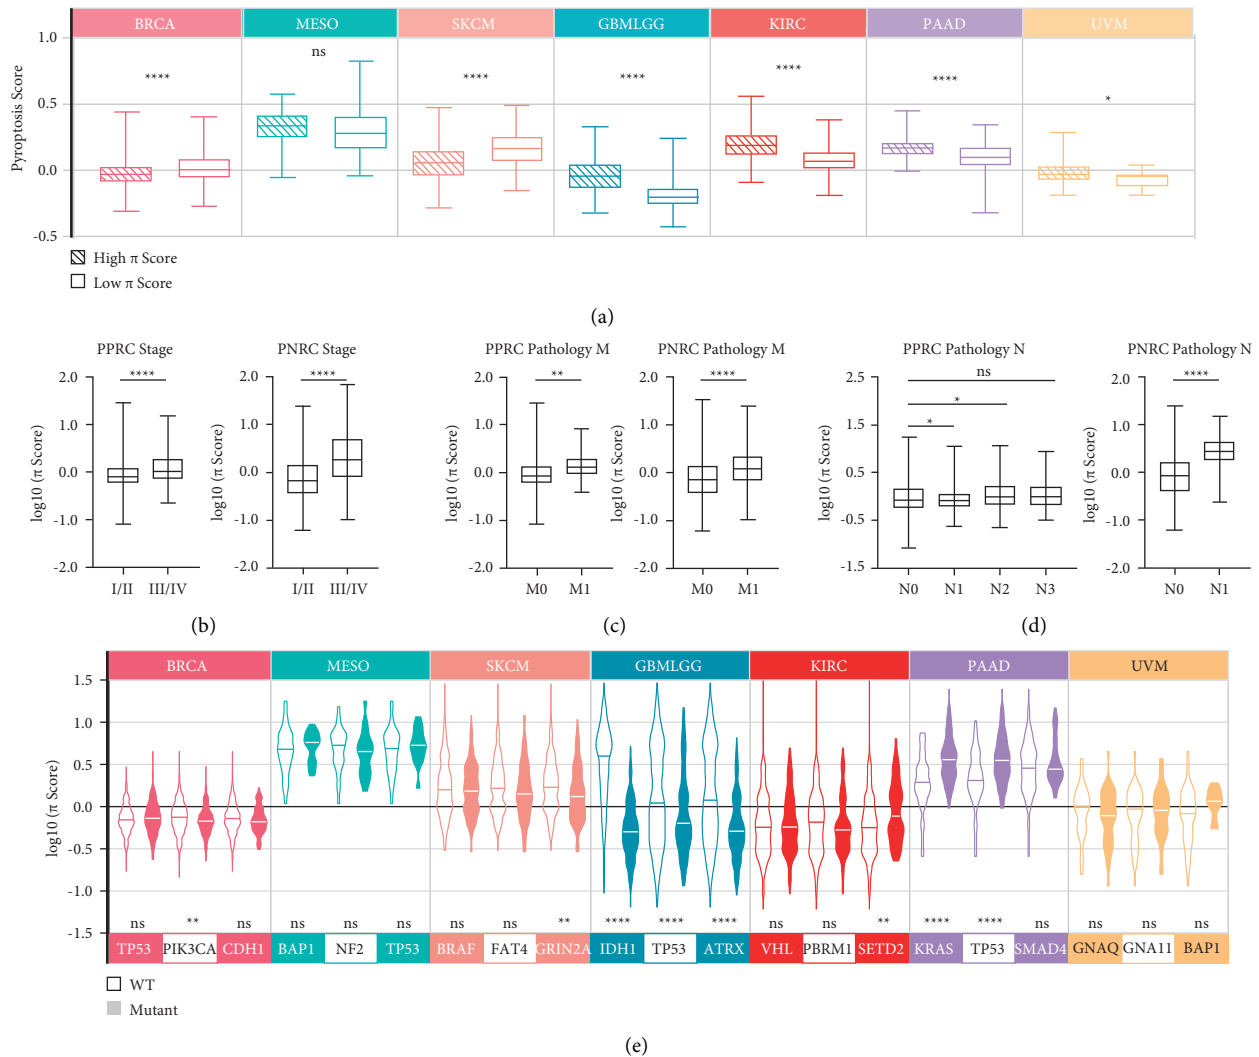 BRCA MESO SKCM GBMLGG KIRC PAAD UVM
1.0
ns
**** **** **** **** ****
*
0.5
0.0
-0.5
Pyroptosis Score
High π Score
Low π Score
(a)
PPRC Stage
2.0
****
0.0
-1.0
-2.0
log10 (π Score)
I/II III/IV
PNRC Stage
2.0
****
1.0
0.0
-1.0
-2.0
log10 (π Score)
I/II III/IV
(b)
PPRC Pathology M
2.0
**
1.0
0.0
-1.0
-2.0
log10 (π Score)
M0 M1
PNRC Pathology M
2.0
****
1.0
0.0
-1.0
-2.0
log10 (π Score)
M0 M1
(c)
PPRC Pathology N
2.5
ns
*
*
1.5
0.5
-0.5
-1.5
log10 (π Score)
N0 N1 N2 N3
PNRC Pathology N
2.0
****
1.0
0.0
-1.0
-2.0
log10 (π Score)
N0 N1
(d)
BRCA MESO SKCM GBMLGG KIRC PAAD UVM
1.5
1.0
0.5
0.0
-0.5
-1.0
-1.5
log10 (π Score)
ns ** ns ns ns ns ns ns ** **** **** **** ns ns ** **** **** ns ns ns ns
TP53 PIK3CA CDH1 BAP1 NF2 TP53 BRAF FAT4 GRIN2A IDH1 TP53 ATRX VHL PBRM1 SETD2 KRAS TP53 SMAD4 GNAQ GNA11 BAP1
WT
Mutant
(e)